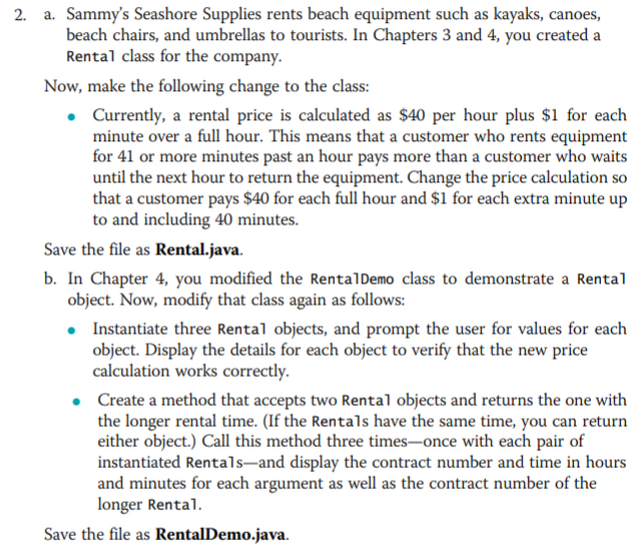 2. a. Sammy's Seashore Supplies rents beach equipment such as kayaks, canoes,
beach chairs, and umbrellas to tourists. In Chapters 3 and 4, you created a
Rental class for the company.
Now, make the following change to the class:
• Currently, a rental price is calculated as $40 per hour plus $1 for each
minute over a full hour. This means that a customer who rents equipment
for 41 or more minutes past an hour pays more than a customer who waits
until the next hour to return the equipment. Change the price calculation so
that a customer pays $40 for each full hour and $1 for each extra minute up
to and including 40 minutes.
Save the file as Rental.java.
b. In Chapter 4, you modified the RentalDemo class to demonstrate a Rental
object. Now, modify that class again as follows:
• Instantiate three Rental objects, and prompt the user for values for each
object. Display the details for each object to verify that the new price
calculation works correctly.
• Create a method that accepts two Rental objects and returns the one with
the longer rental time. (If the Rentals have the same time, you can return
either object.) Call this method three times—once with each pair of
instantiated Rentals—and display the contract number and time in hours
and minutes for each argument as well as the contract number of the
longer Rental.
Save the file as RentalDemo.java.